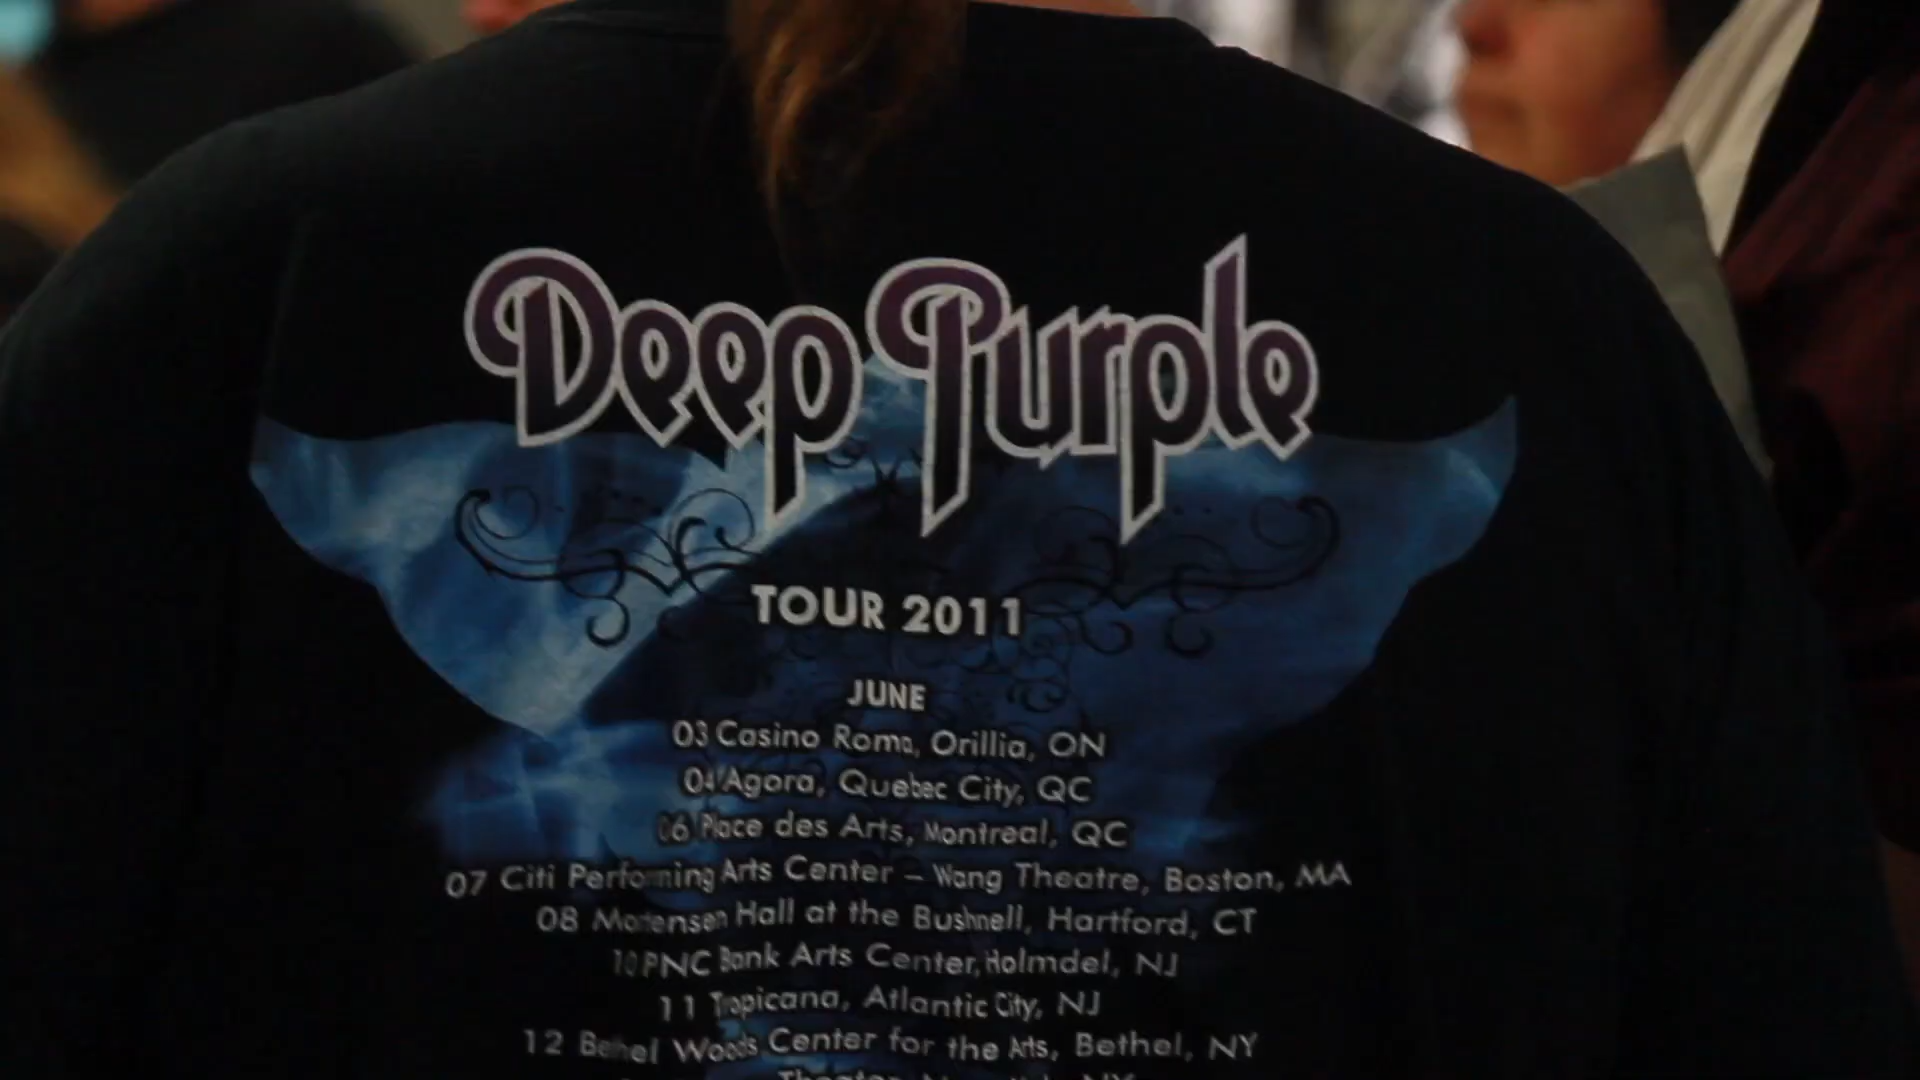 Deep Purple
TOUR 2011
JUNE
03 Casino Rama, Orillia, ON
04 Agora, Quebec City, QC
06 Place des Arts, Montreal, QC
07 Citi Performing Arts Center – Wang Theatre, Boston, MA
08 Mortensen Hall at the Bushnell, Hartford, CT
10 PNC Bank Arts Center, Holmdel, NJ
11 Tropicana, Atlantic City, NJ
12 Bethel Woods Center for the Arts, Bethel, NY
Theater, NY